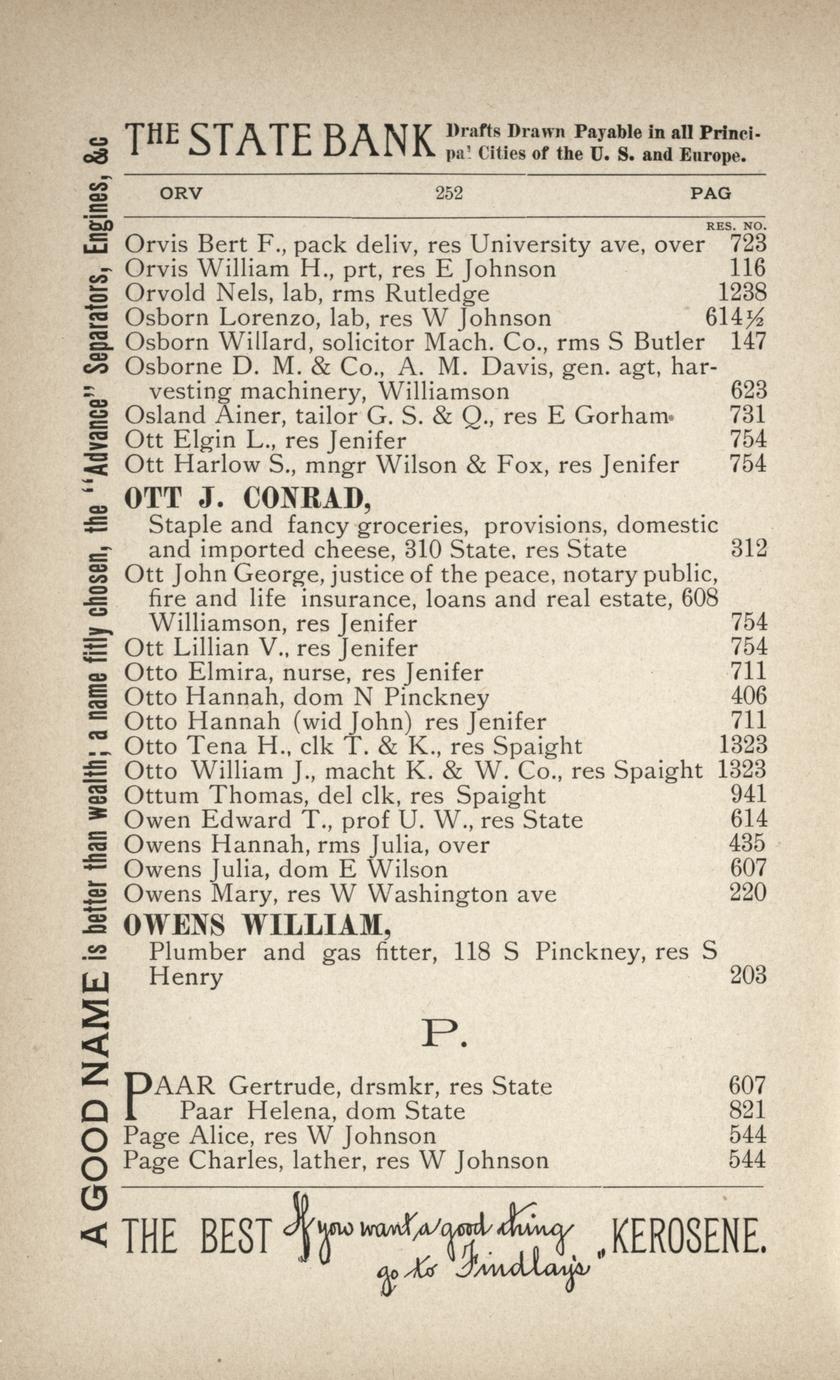 THE STATE BANK Drafts Drawn Payable in all Princi-
pal Cities of the U. S. and Europe.
ORV 252 PAG
RES. NO.
Orvis Bert F., pack deliv, res University ave, over 723
Orvis William H., prt, res E Johnson 116
Orvold Nels, lab, rms Rutledge 1238
Osborn Lorenzo, lab, res W Johnson 614½
Osborn Willard, solicitor Mach. Co., rms S Butler 147
Osborne D. M. & Co., A. M. Davis, gen. agt, har-
vesting machinery, Williamson 623
Osland Ainer, tailor G. S. & Q., res E Gorham 731
Ott Elgin L., res Jenifer 754
Ott Harlow S., mngr Wilson & Fox, res Jenifer 754
OTT J. CONRAD,
Staple and fancy groceries, provisions, domestic
and imported cheese, 310 State, res State 312
Ott John George, justice of the peace, notary public,
fire and life insurance, loans and real estate, 608
Williamson, res Jenifer 754
Ott Lillian V., res Jenifer 754
Otto Elmira, nurse, res Jenifer 711
Otto Hannah, dom N Pinckney 406
Otto Hannah (wid John) res Jenifer 711
Otto Tena H., clk T. & K., res Spaight 1323
Otto William J., macht K. & W. Co., res Spaight 1323
Ottum Thomas, del clk, res Spaight 941
Owen Edward T., prof U. W., res State 614
Owens Hannah, rms Julia, over 435
Owens Julia, dom E Wilson 607
Owens Mary, res W Washington ave 220
OWENS WILLIAM,
Plumber and gas fitter, 118 S Pinckney, res S
Henry 203
P.
PAAR Gertrude, drsmkr, res State 607
Paar Helena, dom State 821
Page Alice, res W Johnson 544
Page Charles, lather, res W Johnson 544
THE BEST If you want a good thing KEROSENE.
go to Findlay's
A GOOD NAME is better than wealth; a name fitly chosen, the "Advance" Separators, Engines, &c